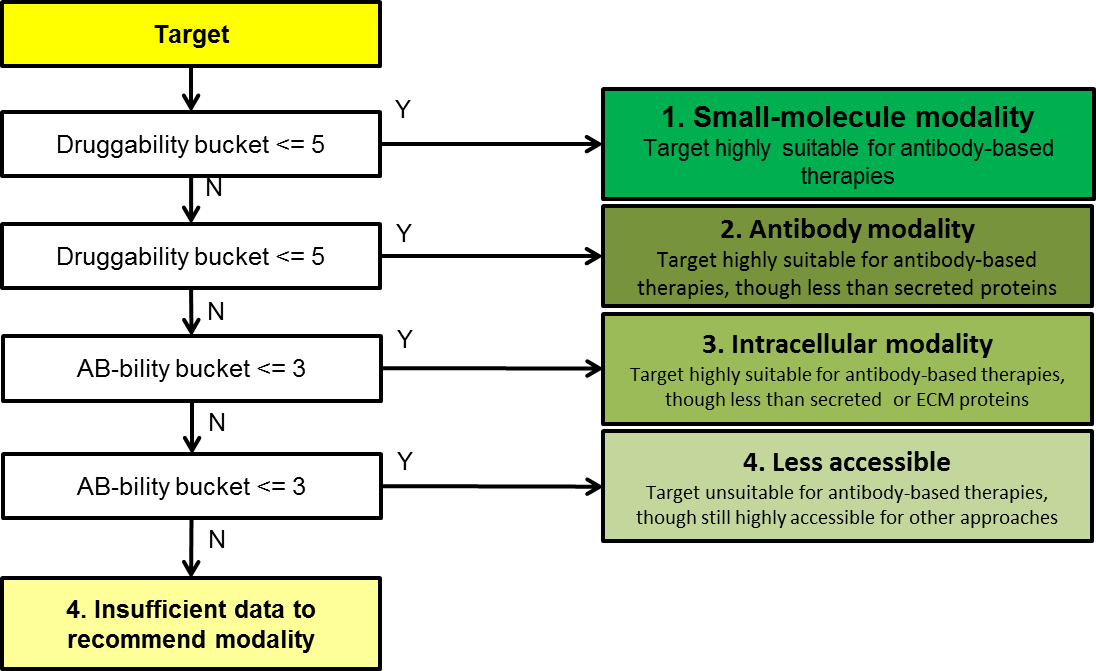 Target
Druggability bucket <= 5
Y
1. Small-molecule modality
Target highly suitable for antibody-based
therapies
N
Druggability bucket <= 5
Y
2. Antibody modality
Target highly suitable for antibody-based
therapies, though less than secreted proteins
N
AB-bility bucket <= 3
Y
3. Intracellular modality
Target highly suitable for antibody-based therapies,
though less than secreted or ECM proteins
N
AB-bility bucket <= 3
Y
4. Less accessible
Target unsuitable for antibody-based therapies,
though still highly accessible for other approaches
N
4. Insufficient data to
recommend modality